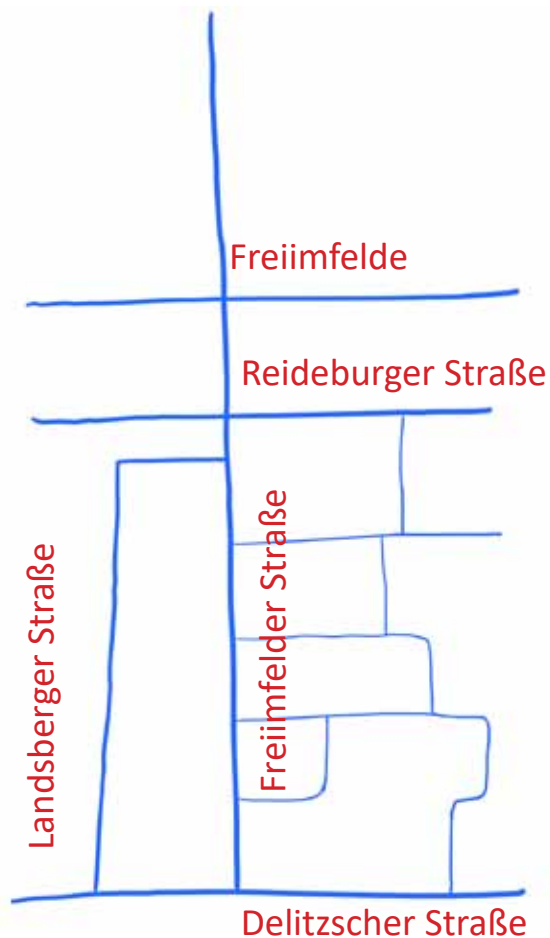 Freiimfelde
Reideburger Straße
Freiimfelder Straße
Landsberger Straße
Delitzscher Straße